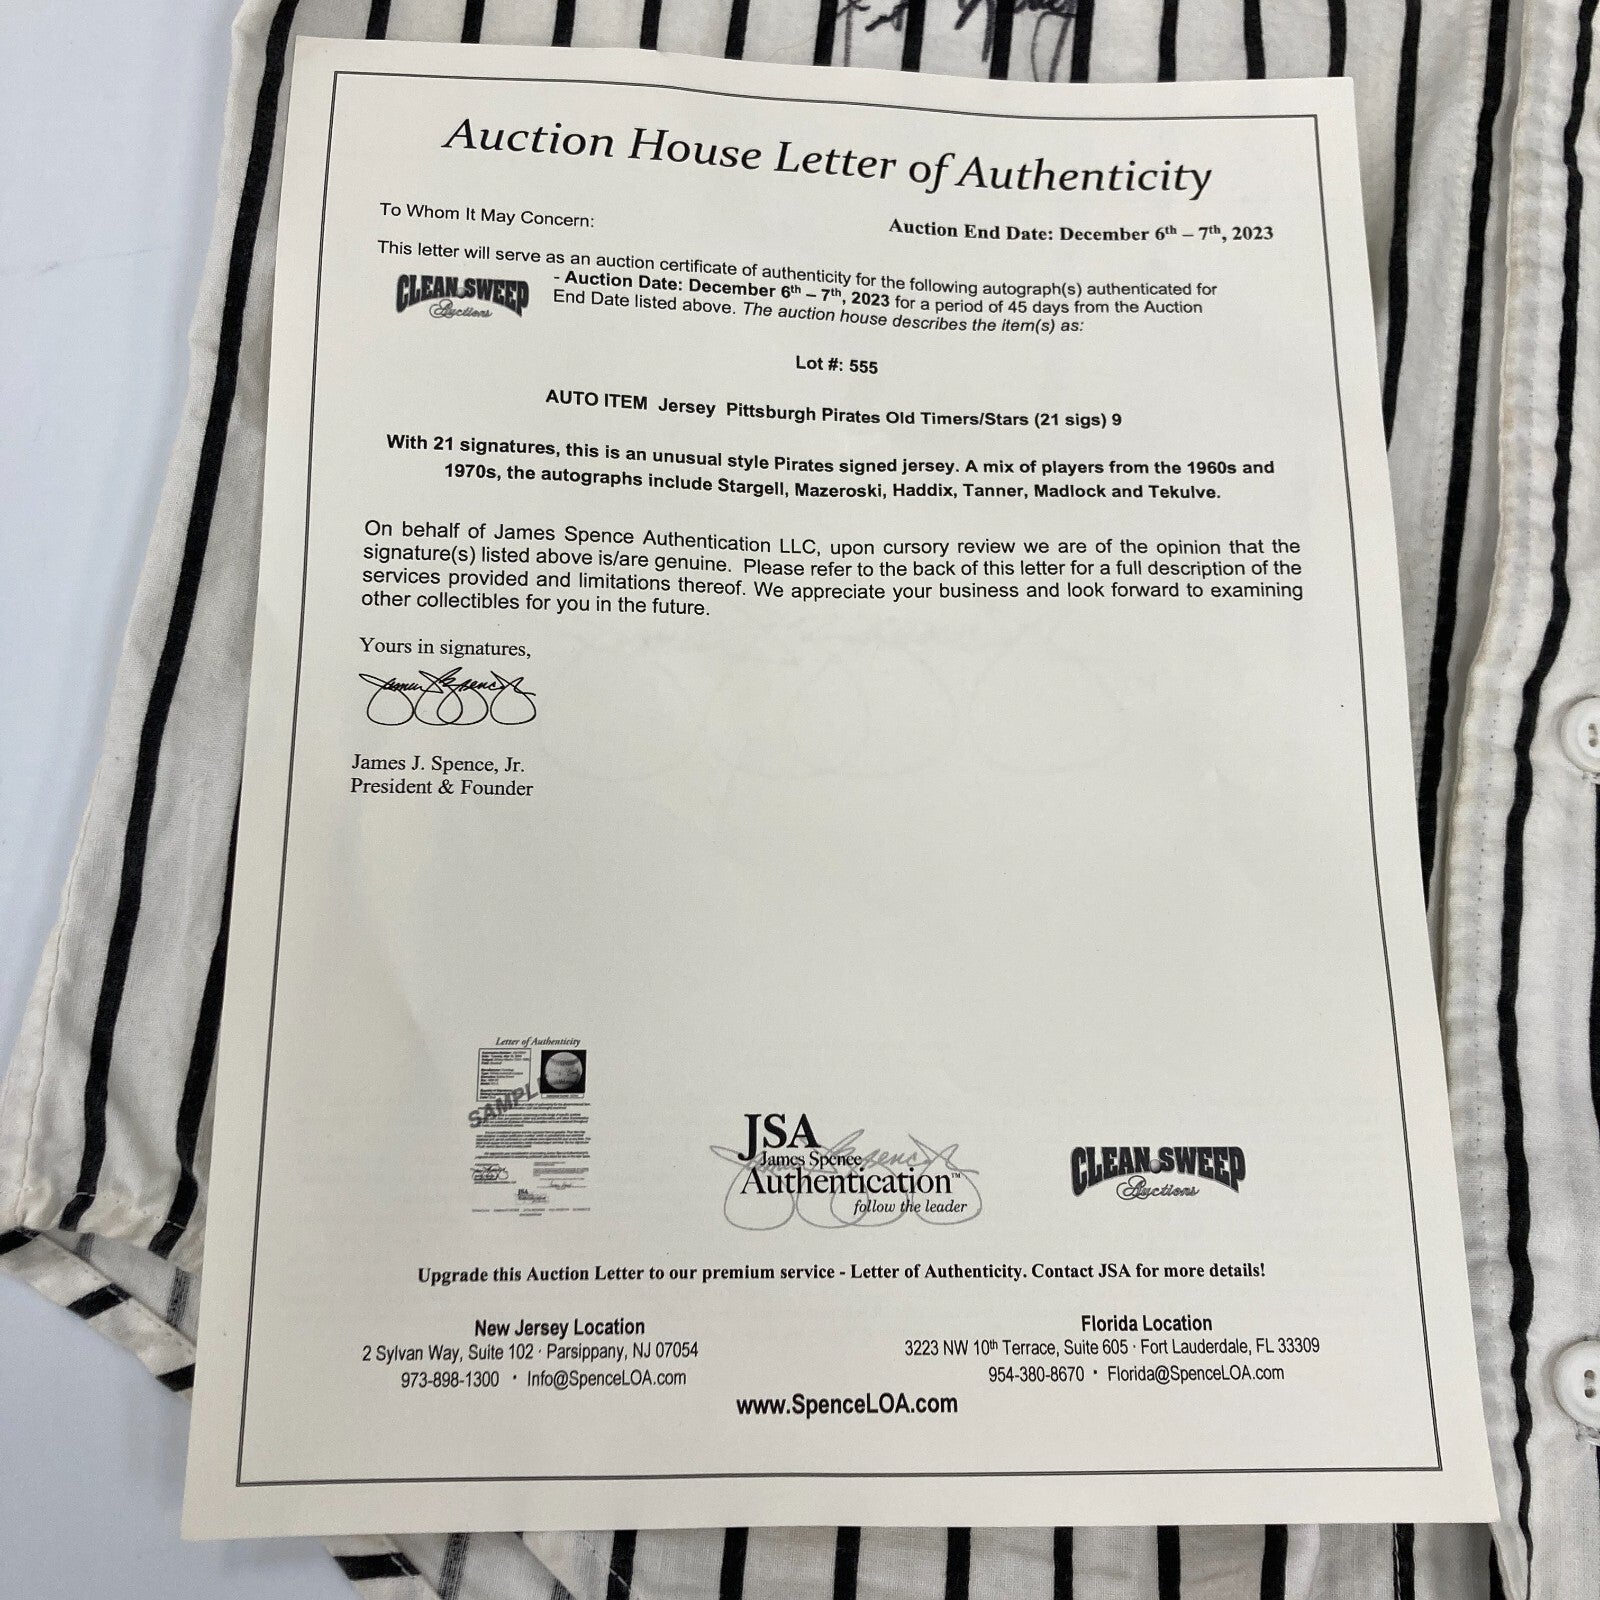 Auction House Letter of Authenticity
To Whom It May Concern:
Auction End Date: December 6th – 7th, 2023
This letter will serve as an auction certificate of authenticity for the following autograph(s) authenticated for
CLEAN SWEEP
Auctions
- Auction Date: December 6th – 7th, 2023 for a period of 45 days from the Auction
End Date listed above. The auction house describes the item(s) as:
Lot #: 555
AUTO ITEM Jersey Pittsburgh Pirates Old Timers/Stars (21 sigs) 9
With 21 signatures, this is an unusual style Pirates signed jersey. A mix of players from the 1960s and
1970s, the autographs include Stargell, Mazeroski, Haddix, Tanner, Madlock and Tekulve.
On behalf of James Spence Authentication LLC, upon cursory review we are of the opinion that the
signature(s) listed above is/are genuine. Please refer to the back of this letter for a full description of the
services provided and limitations thereof. We appreciate your business and look forward to examining
other collectibles for you in the future.
Yours in signatures,
James J. Spence, Jr.
President & Founder
Letter of Authenticity
SAMPLE
JSA
James Spence
Authentication™
follow the leader
CLEAN SWEEP
Auctions
Upgrade this Auction Letter to our premium service - Letter of Authenticity. Contact JSA for more details!
New Jersey Location
2 Sylvan Way, Suite 102 · Parsippany, NJ 07054
973-898-1300 · Info@SpenceLOA.com
Florida Location
3223 NW 10th Terrace, Suite 605 · Fort Lauderdale, FL 33309
954-380-8670 · Florida@SpenceLOA.com
www.SpenceLOA.com